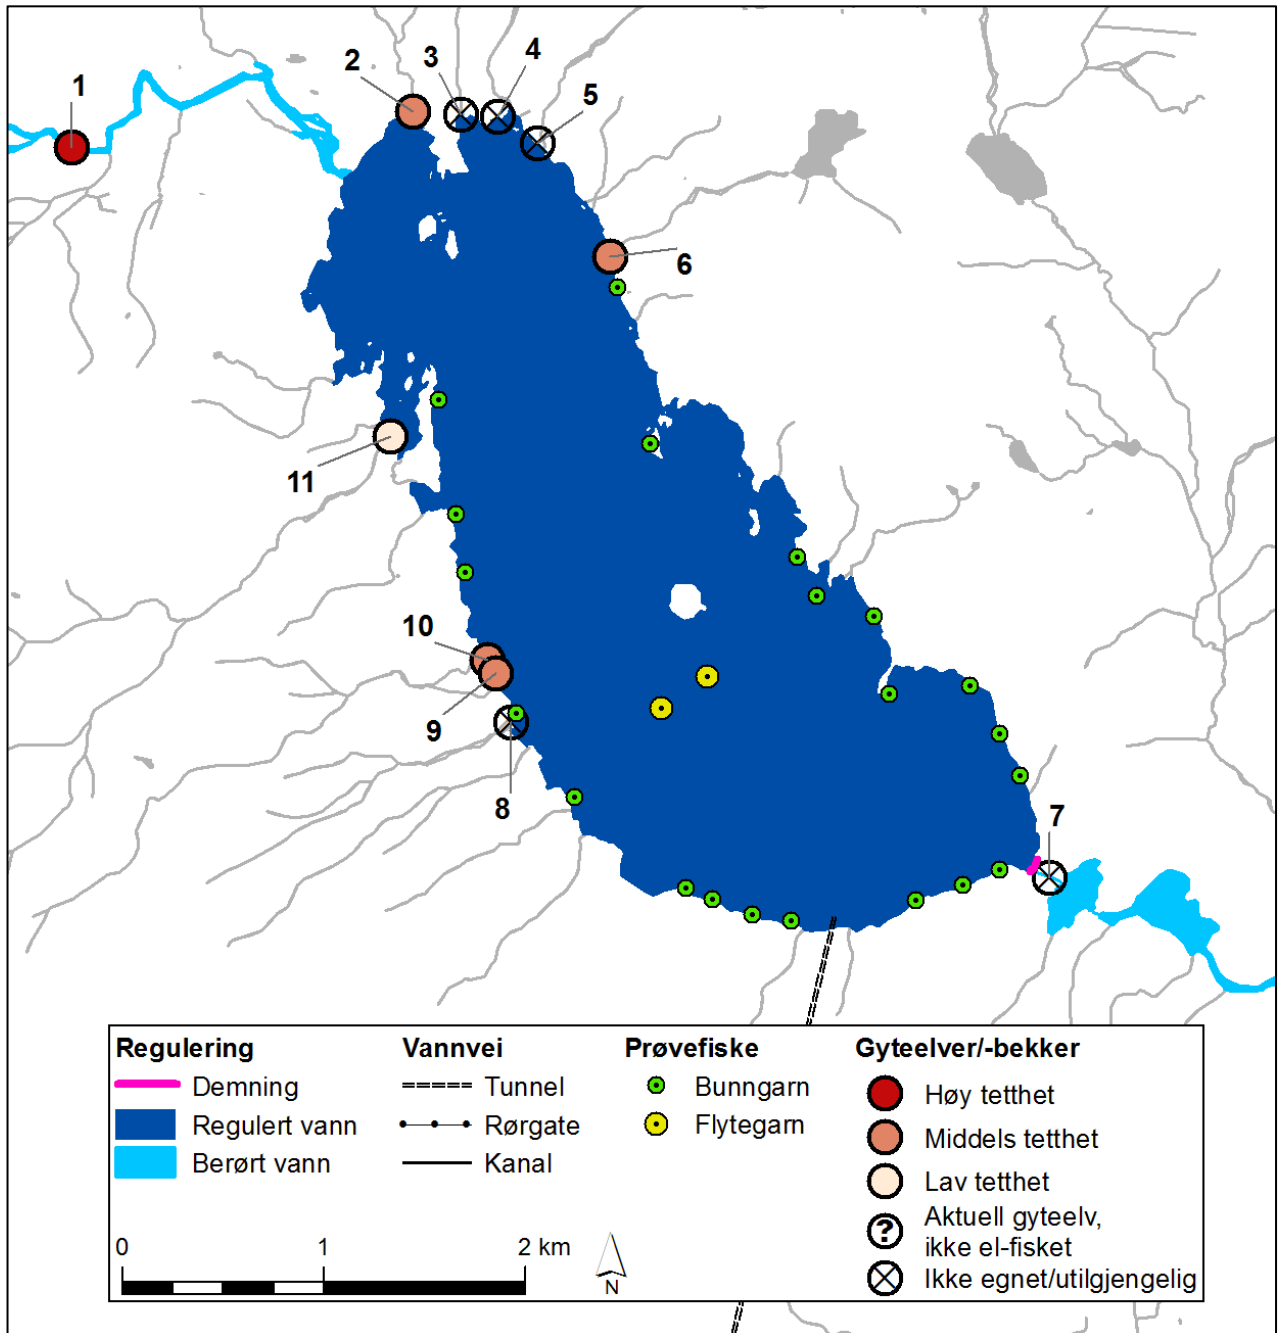 1
2
3
4
5
6
11
10
9
8
7
Regulering
Demning
Regulert vann
Berørt vann
Vannvei
Tunnel
Rørgate
Kanal
Prøvefiske
Bunngarn
Flytegarn
Gyteelver/-bekker
Høy tetthet
Middels tetthet
Lav tetthet
?
Aktuell gyteelv,
ikke el-fisket
Ikke egnet/utilgjengelig
0 1 2 km
N